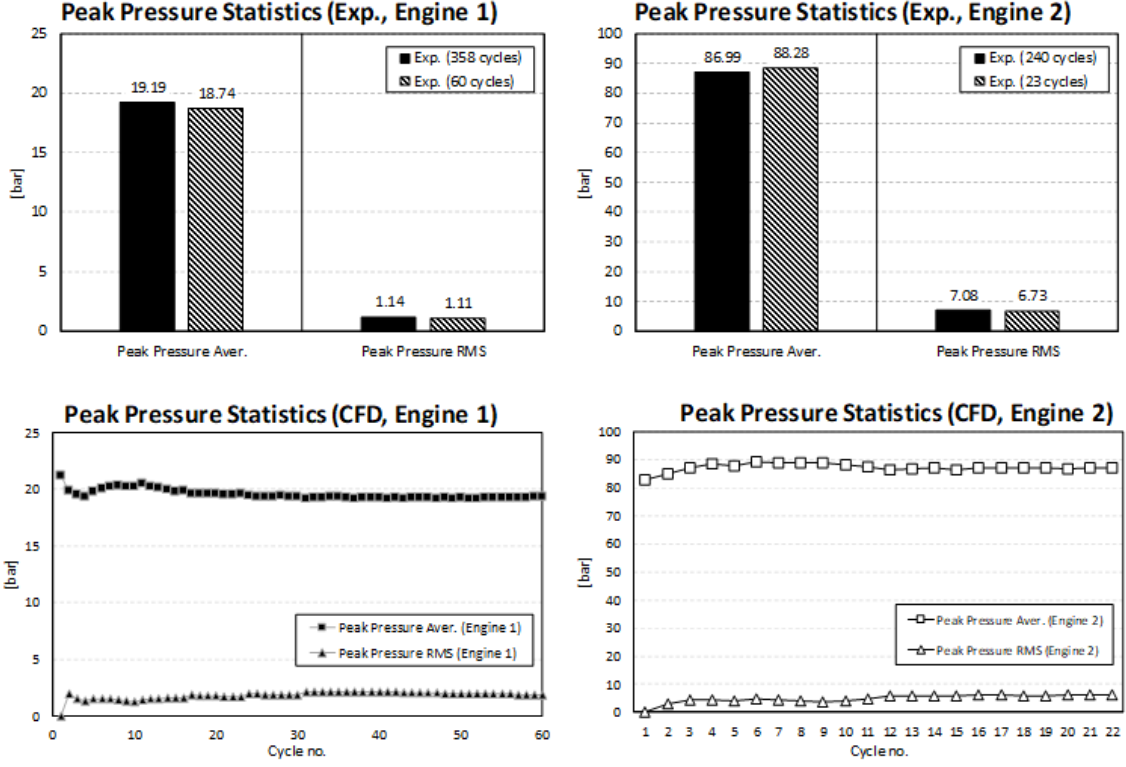 Peak Pressure Statistics (Exp., Engine 1)
25
20
15
10
5
0
[bar]
Exp. (358 cycles)
Exp. (60 cycles)
19.19
18.74
1.14
1.11
Peak Pressure Aver.
Peak Pressure RMS
Peak Pressure Statistics (Exp., Engine 2)
100
90
80
70
60
50
40
30
20
10
0
[bar]
Exp. (240 cycles)
Exp. (23 cycles)
86.99
88.28
7.08
6.73
Peak Pressure Aver.
Peak Pressure RMS
Peak Pressure Statistics (CFD, Engine 1)
25
20
15
10
5
0
[bar]
Peak Pressure Aver. (Engine 1)
Peak Pressure RMS (Engine 1)
0 10 20 30 40 50 60
Cycle no.
Peak Pressure Statistics (CFD, Engine 2)
100
90
80
70
60
50
40
30
20
10
0
[bar]
Peak Pressure Aver. (Engine 2)
Peak Pressure RMS (Engine 2)
1 2 3 4 5 6 7 8 9 10 11 12 13 14 15 16 17 18 19 20 21 22
Cycle no.